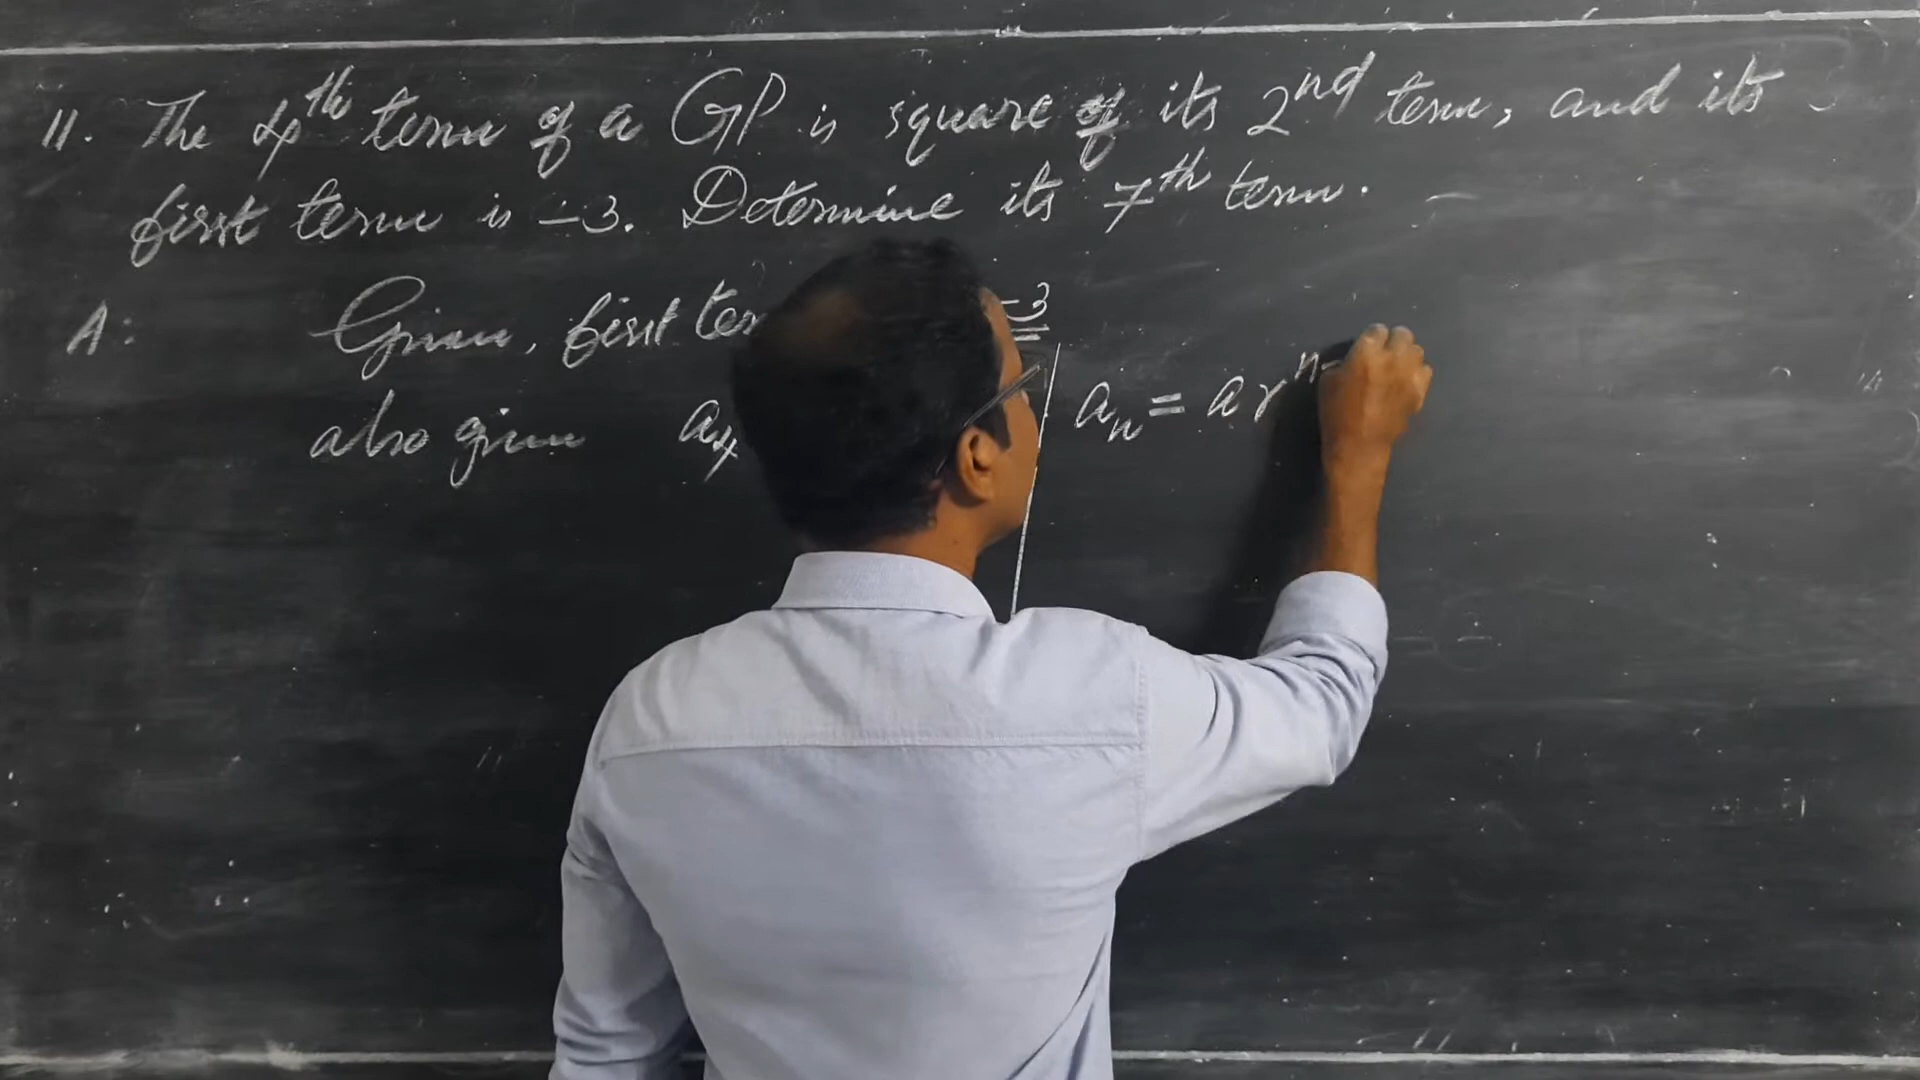 11. The 4th term of a GP is square of its 2nd term, and its
first term is -3. Determine its 7th term.
A: Given, first ter -3
also given a4
an = a r^n-